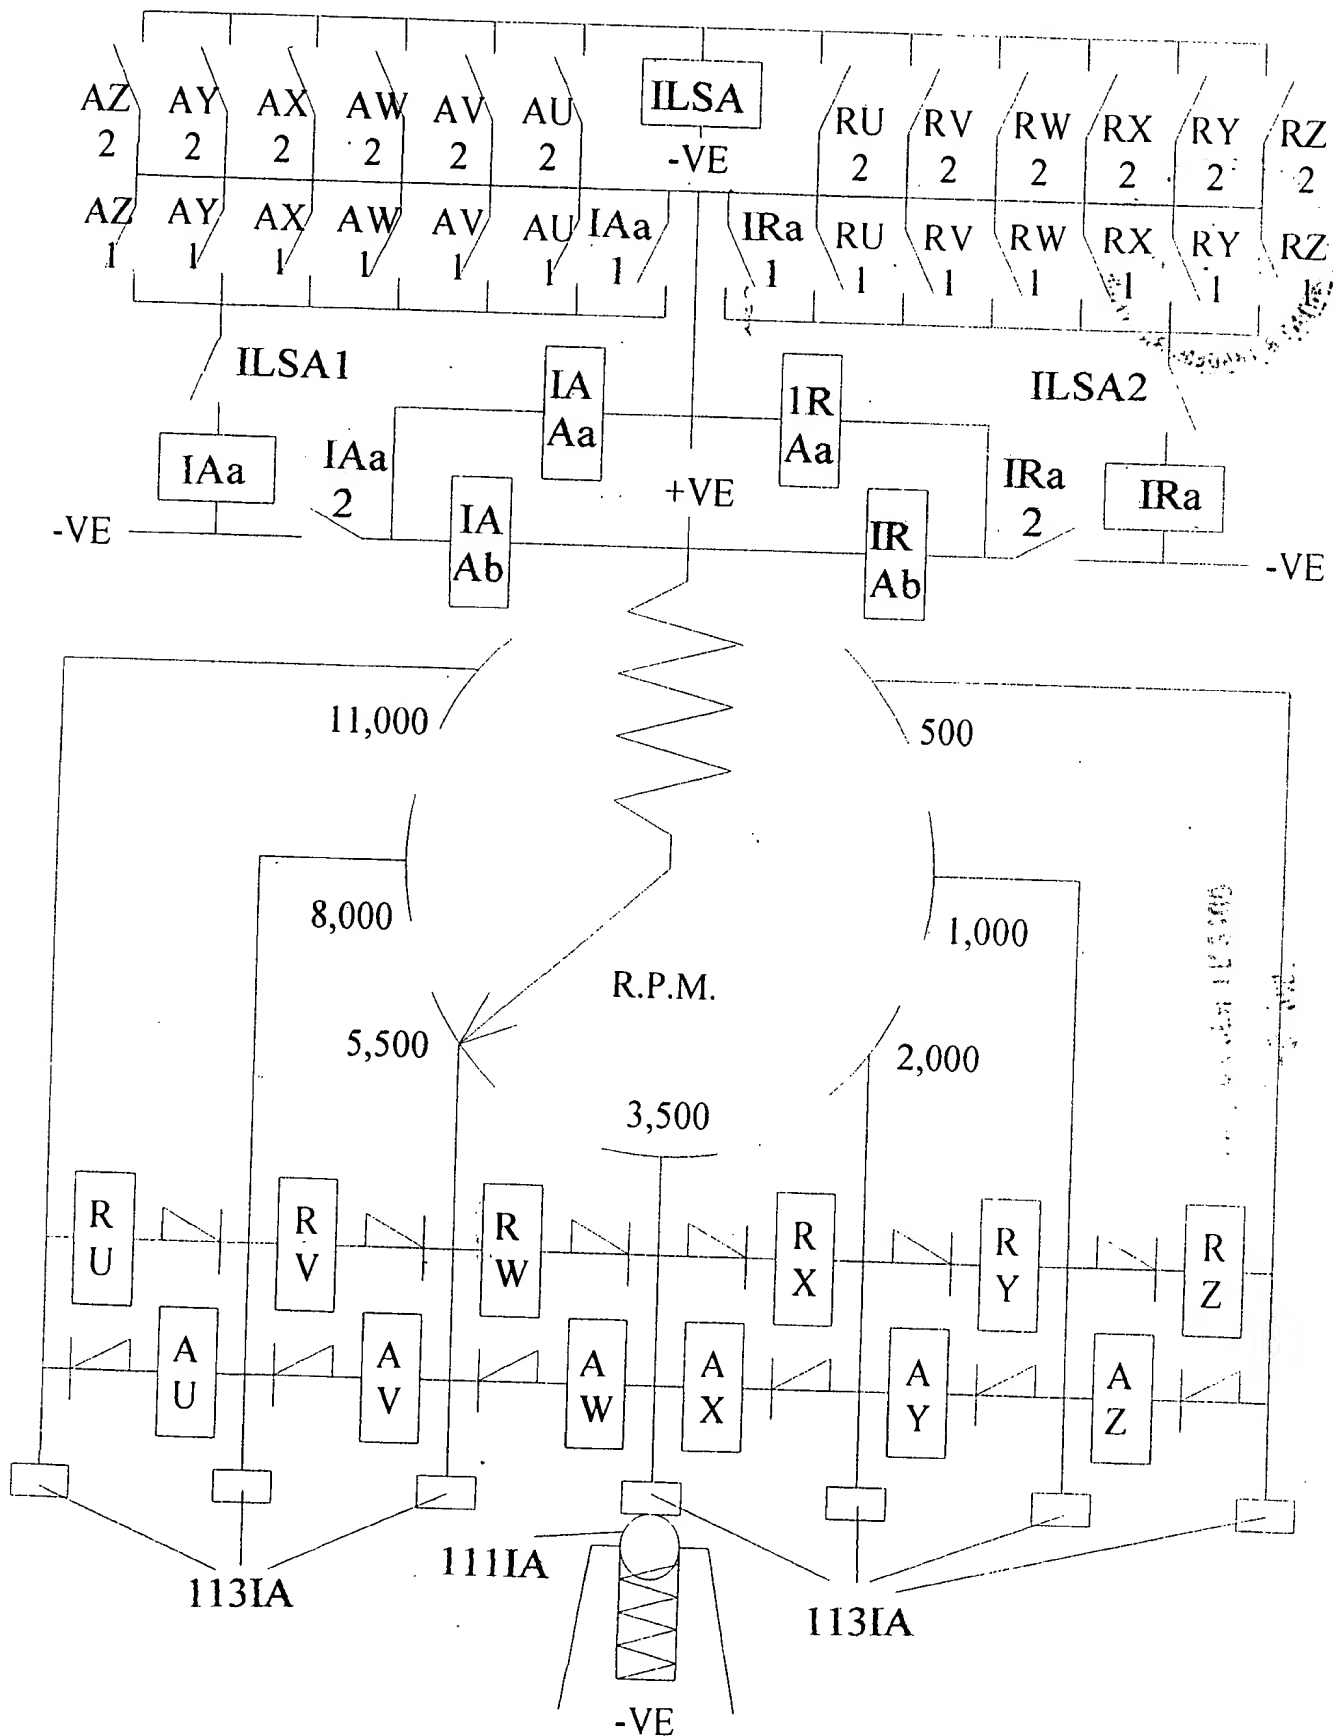 AZ AY AX AW AV AU ILSA RU RV RW RX RY RZ
2 2 2 2 2 2 -VE 2 2 2 2 2 2
AZ AY AX AW AV AU IAa IRa RU RV RW RX RY RZ
1 1 1 1 1 1 1 1 1 1 1 1 1 1
ILSA1 IA 1R ILSA2
Aa Aa
IAa IAa +VE IRa IRa
2 2
-VE IA IR -VE
Ab Ab
11,000 500
8,000 1,000
R.P.M.
5,500 2,000
3,500
R R R R R R
U V W X Y Z
A A A A A A
U V W X Y Z
113IA 111IA 113IA
-VE